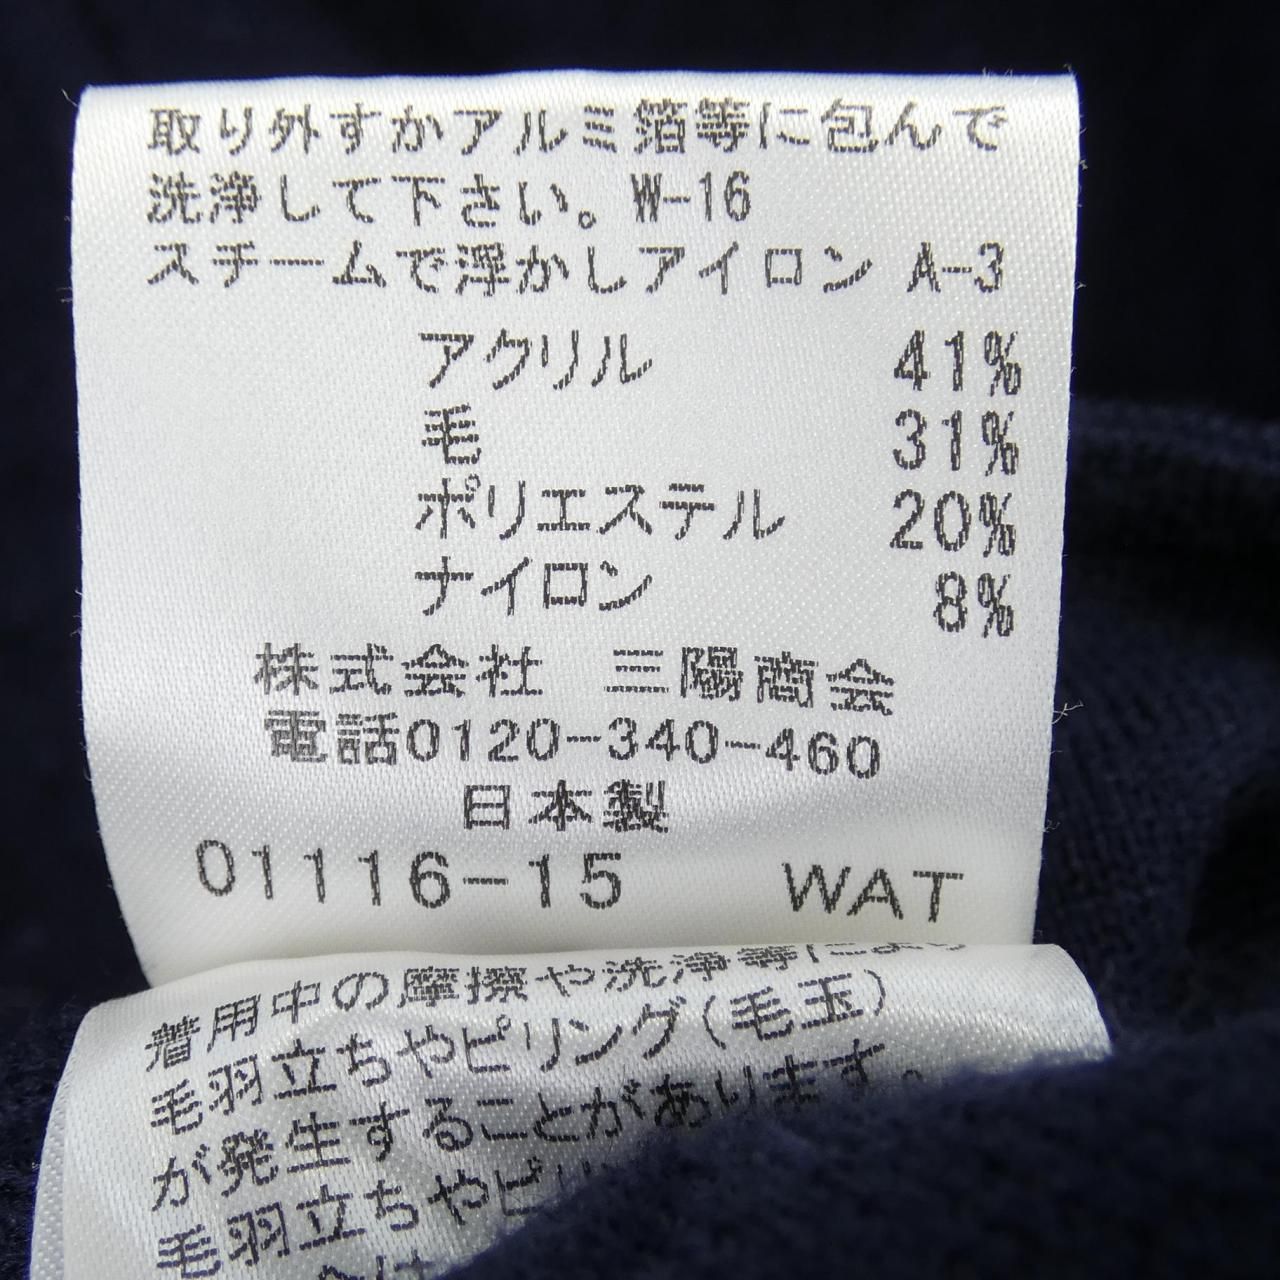 取り外すかアルミ箔等に包んで
洗浄して下さい。W-16
スチームで浮かしアイロン A-3
アクリル 41%
毛 31%
ポリエステル 20%
ナイロン 8%
株式会社 三陽商会
電話0120-340-460
日本製
01116-15 WAT
着用中の摩擦や洗浄等により
毛羽立ちやピリング(毛玉)
が発生することがあります。
毛羽立ちやピリ